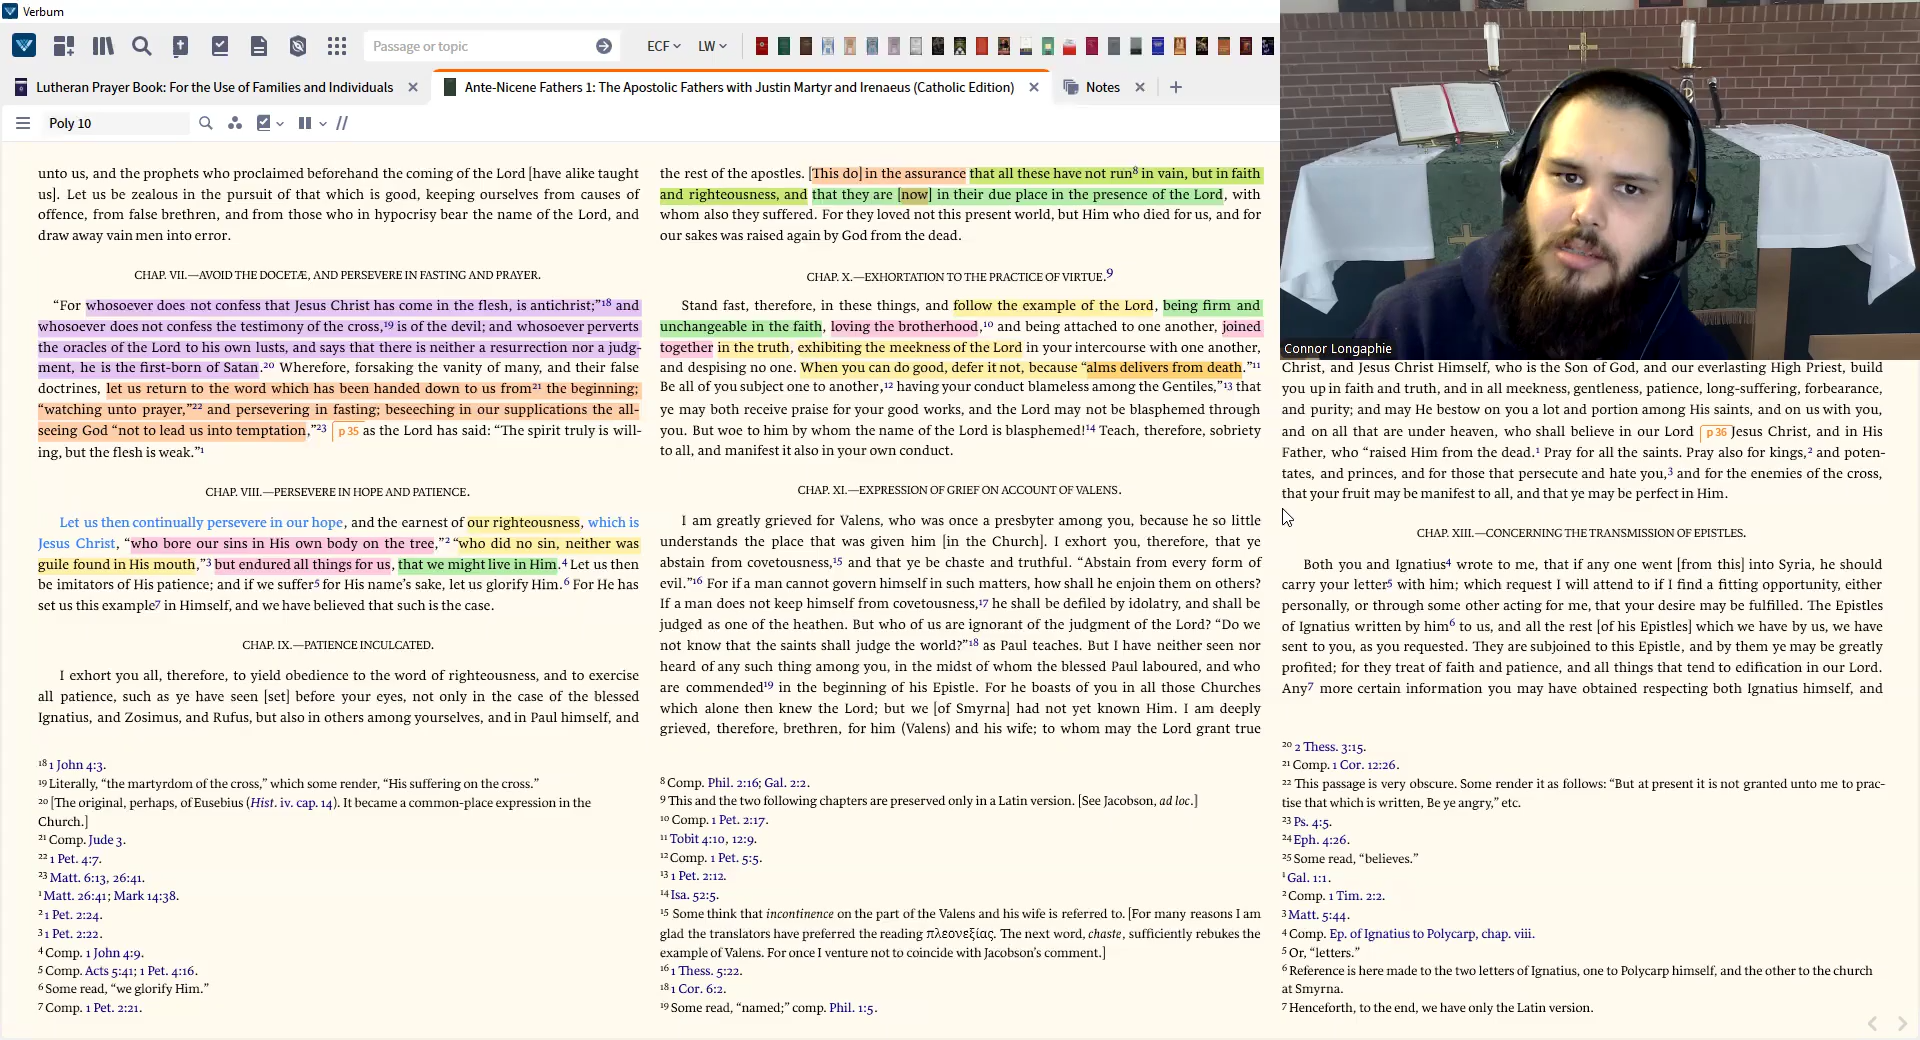 Verbum
Passage or topic
ECF
LW
Lutheran Prayer Book: For the Use of Families and Individuals
Ante-Nicene Fathers 1: The Apostolic Fathers with Justin Martyr and Irenaeus (Catholic Edition)
Notes
Poly 10
unto us, and the prophets who proclaimed beforehand the coming of the Lord [have alike taught
us]. Let us be zealous in the pursuit of that which is good, keeping ourselves from causes of
offence, from false brethren, and from those who in hypocrisy bear the name of the Lord, and
draw away vain men into error.
CHAP. VII.—AVOID THE DOCETÆ, AND PERSEVERE IN FASTING AND PRAYER.
“For whosoever does not confess that Jesus Christ has come in the flesh, is antichrist;”18 and
whosoever does not confess the testimony of the cross,19 is of the devil; and whosoever perverts
the oracles of the Lord to his own lusts, and says that there is neither a resurrection nor a judg-
ment, he is the first-born of Satan.20 Wherefore, forsaking the vanity of many, and their false
doctrines, let us return to the word which has been handed down to us from21 the beginning;
“watching unto prayer,”22 and persevering in fasting; beseeching in our supplications the all-
seeing God “not to lead us into temptation,”23 p 35 as the Lord has said: “The spirit truly is will-
ing, but the flesh is weak.”1
CHAP. VIII.—PERSEVERE IN HOPE AND PATIENCE.
Let us then continually persevere in our hope, and the earnest of our righteousness, which is
Jesus Christ, “who bore our sins in His own body on the tree,”2 “who did no sin, neither was
guile found in His mouth,”3 but endured all things for us, that we might live in Him.4 Let us then
be imitators of His patience; and if we suffer5 for His name’s sake, let us glorify Him.6 For He has
set us this example7 in Himself, and we have believed that such is the case.
CHAP. IX.—PATIENCE INCULCATED.
I exhort you all, therefore, to yield obedience to the word of righteousness, and to exercise
all patience, such as ye have seen [set] before your eyes, not only in the case of the blessed
Ignatius, and Zosimus, and Rufus, but also in others among yourselves, and in Paul himself, and
18 1 John 4:3.
19 Literally, “the martyrdom of the cross,” which some render, “His suffering on the cross.”
20 [The original, perhaps, of Eusebius (Hist. iv. cap. 14). It became a common-place expression in the
Church.]
21 Comp. Jude 3.
22 1 Pet. 4:7.
23 Matt. 6:13, 26:41.
1 Matt. 26:41; Mark 14:38.
2 1 Pet. 2:24.
3 1 Pet. 2:22.
4 Comp. 1 John 4:9.
5 Comp. Acts 5:41; 1 Pet. 4:16.
6 Some read, “we glorify Him.”
7 Comp. 1 Pet. 2:21.
the rest of the apostles. [This do] in the assurance that all these have not run8 in vain, but in faith
and righteousness, and that they are [now] in their due place in the presence of the Lord, with
whom also they suffered. For they loved not this present world, but Him who died for us, and for
our sakes was raised again by God from the dead.
CHAP. X.—EXHORTATION TO THE PRACTICE OF VIRTUE.9
Stand fast, therefore, in these things, and follow the example of the Lord, being firm and
unchangeable in the faith, loving the brotherhood,10 and being attached to one another, joined
together in the truth, exhibiting the meekness of the Lord in your intercourse with one another,
and despising no one. When you can do good, defer it not, because “alms delivers from death.”11
Be all of you subject one to another,12 having your conduct blameless among the Gentiles,”13 that
ye may both receive praise for your good works, and the Lord may not be blasphemed through
you. But woe to him by whom the name of the Lord is blasphemed!14 Teach, therefore, sobriety
to all, and manifest it also in your own conduct.
CHAP. XI.—EXPRESSION OF GRIEF ON ACCOUNT OF VALENS.
I am greatly grieved for Valens, who was once a presbyter among you, because he so little
understands the place that was given him [in the Church]. I exhort you, therefore, that ye
abstain from covetousness,15 and that ye be chaste and truthful. “Abstain from every form of
evil.”16 For if a man cannot govern himself in such matters, how shall he enjoin them on others?
If a man does not keep himself from covetousness,17 he shall be defiled by idolatry, and shall be
judged as one of the heathen. But who of us are ignorant of the judgment of the Lord? “Do we
not know that the saints shall judge the world?”18 as Paul teaches. But I have neither seen nor
heard of any such thing among you, in the midst of whom the blessed Paul laboured, and who
are commended19 in the beginning of his Epistle. For he boasts of you in all those Churches
which alone then knew the Lord; but we [of Smyrna] had not yet known Him. I am deeply
grieved, therefore, brethren, for him (Valens) and his wife; to whom may the Lord grant true
8 Comp. Phil. 2:16; Gal. 2:2.
9 This and the two following chapters are preserved only in a Latin version. [See Jacobson, ad loc.]
10 Comp. 1 Pet. 2:17.
11 Tobit 4:10, 12:9.
12 Comp. 1 Pet. 5:5.
13 1 Pet. 2:12.
14 Isa. 52:5.
15 Some think that incontinence on the part of the Valens and his wife is referred to. [For many reasons I am
glad the translators have preferred the reading πλεονεξίας. The next word, chaste, sufficiently rebukes the
example of Valens. For once I venture not to coincide with Jacobson’s comment.]
16 1 Thess. 5:22.
18 1 Cor. 6:2.
19 Some read, “named;” comp. Phil. 1:5.
Connor Longaphie
Christ, and Jesus Christ Himself, who is the Son of God, and our everlasting High Priest, build
you up in faith and truth, and in all meekness, gentleness, patience, long-suffering, forbearance,
and purity; and may He bestow on you a lot and portion among His saints, and on us with you,
and on all that are under heaven, who shall believe in our Lord p 36 Jesus Christ, and in His
Father, who “raised Him from the dead.1 Pray for all the saints. Pray also for kings,2 and poten-
tates, and princes, and for those that persecute and hate you,3 and for the enemies of the cross,
that your fruit may be manifest to all, and that ye may be perfect in Him.
CHAP. XIII.—CONCERNING THE TRANSMISSION OF EPISTLES.
Both you and Ignatius4 wrote to me, that if any one went [from this] into Syria, he should
carry your letter5 with him; which request I will attend to if I find a fitting opportunity, either
personally, or through some other acting for me, that your desire may be fulfilled. The Epistles
of Ignatius written by him6 to us, and all the rest [of his Epistles] which we have by us, we have
sent to you, as you requested. They are subjoined to this Epistle, and by them ye may be greatly
profited; for they treat of faith and patience, and all things that tend to edification in our Lord.
Any7 more certain information you may have obtained respecting both Ignatius himself, and
20 2 Thess. 3:15.
21 Comp. 1 Cor. 12:26.
22 This passage is very obscure. Some render it as follows: “But at present it is not granted unto me to prac-
tise that which is written, Be ye angry,” etc.
23 Ps. 4:5.
24 Eph. 4:26.
25 Some read, “believes.”
1 Gal. 1:1.
2 Comp. 1 Tim. 2:2.
3 Matt. 5:44.
4 Comp. Ep. of Ignatius to Polycarp, chap. viii.
5 Or, “letters.”
6 Reference is here made to the two letters of Ignatius, one to Polycarp himself, and the other to the church
at Smyrna.
7 Henceforth, to the end, we have only the Latin version.